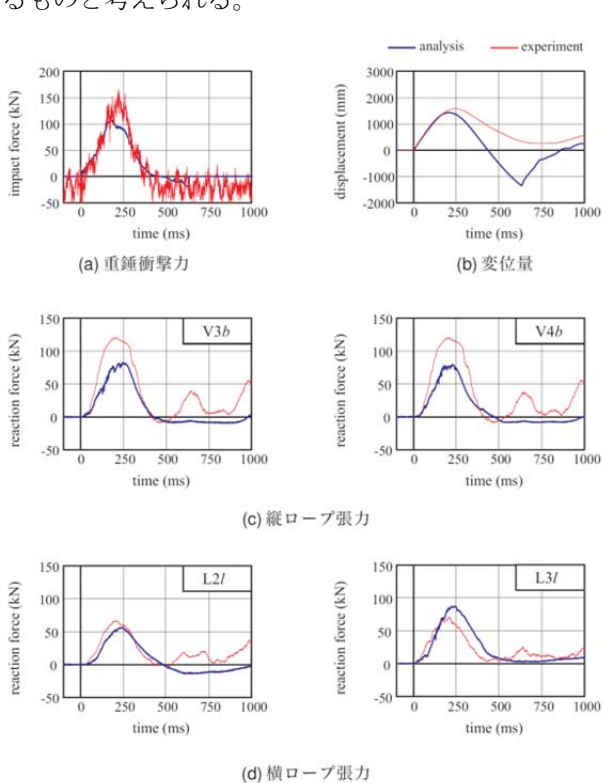 るものと考えられる。
analysis experiment
200
150
100
50
0
-50
impact force (kN)
0 250 500 750 1000
time (ms)
(a) 重錘衝撃力
3000
2000
1000
0
-1000
-2000
displacement (mm)
0 250 500 750 1000
time (ms)
(b) 変位量
150
100
50
0
-50
reaction force (kN)
V3b
0 250 500 750 1000
time (ms)
150
100
50
0
-50
reaction force (kN)
V4b
0 250 500 750 1000
time (ms)
(c) 縦ロープ張力
150
100
50
0
-50
reaction force (kN)
L2l
0 250 500 750 1000
time (ms)
150
100
50
0
-50
reaction force (kN)
L3l
0 250 500 750 1000
time (ms)
(d) 横ロープ張力